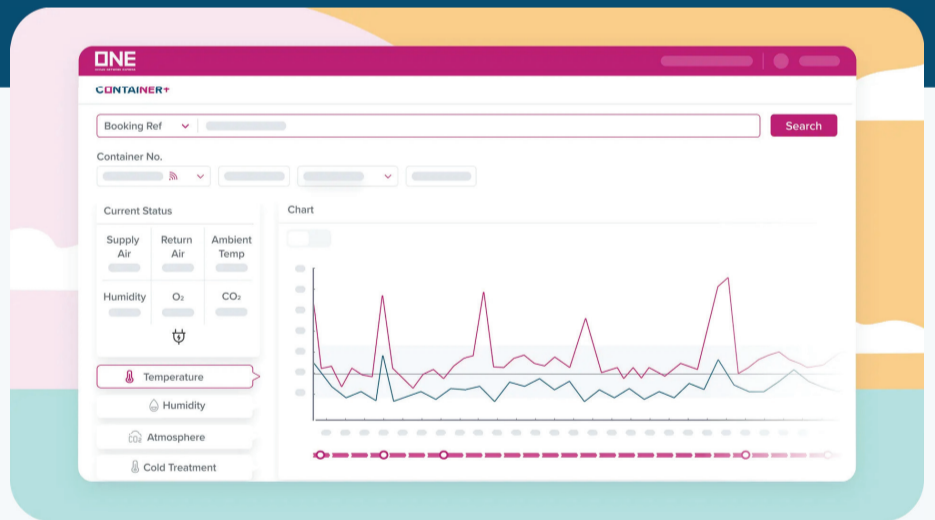 ONE
CONTAINER+
Booking Ref
Search
Container No.
Current Status
Chart
Supply Air
Return Air
Ambient Temp
Humidity
O₂
CO₂
Temperature
Humidity
CO₂
Atmosphere
Cold Treatment